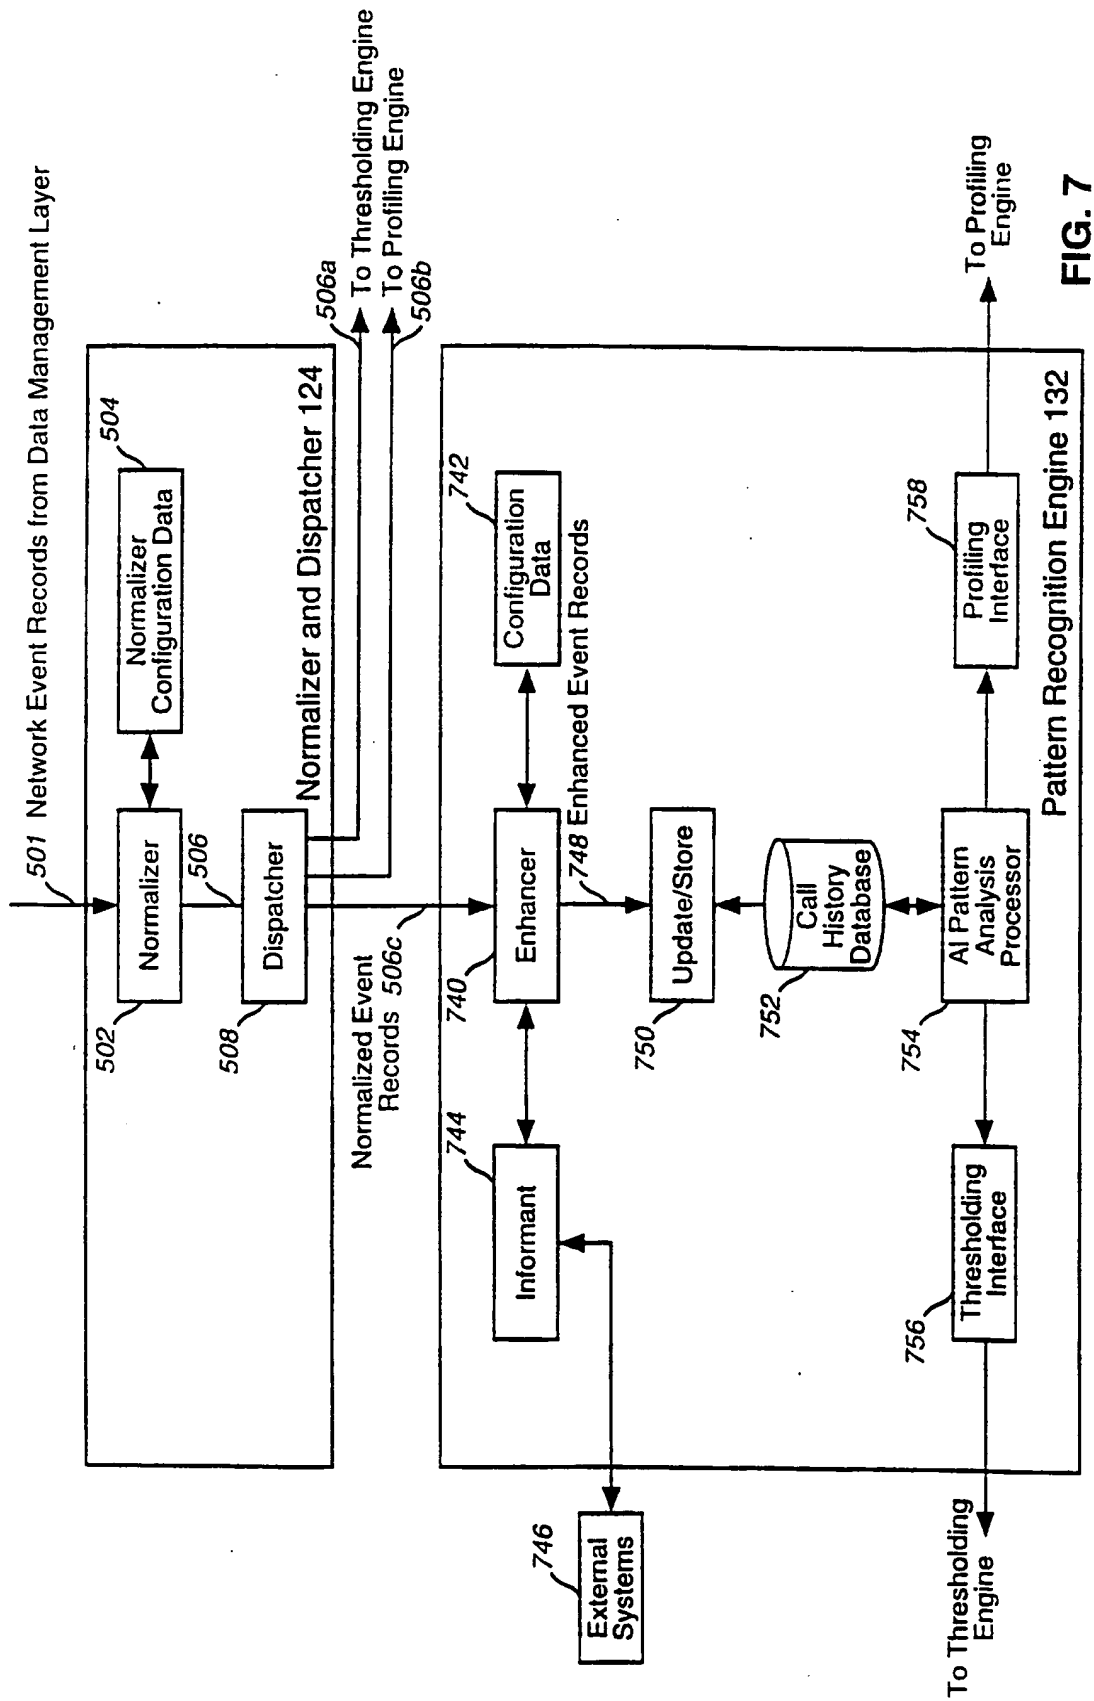 501 Network Event Records from Data Management Layer
502
Normalizer
504
Normalizer
Configuration Data
506
508
Dispatcher
Normalizer and Dispatcher 124
506a
To Thresholding Engine
To Profiling Engine
506b
Normalized Event
Records 506c
744
Informant
740
Enhancer
742
Configuration
Data
746
External
Systems
748 Enhanced Event Records
750
Update/Store
752
Call
History
Database
754
AI Pattern
Analysis
Processor
756
Thresholding
Interface
758
Profiling
Interface
To Thresholding
Engine
To Profiling
Engine
Pattern Recognition Engine 132
FIG. 7